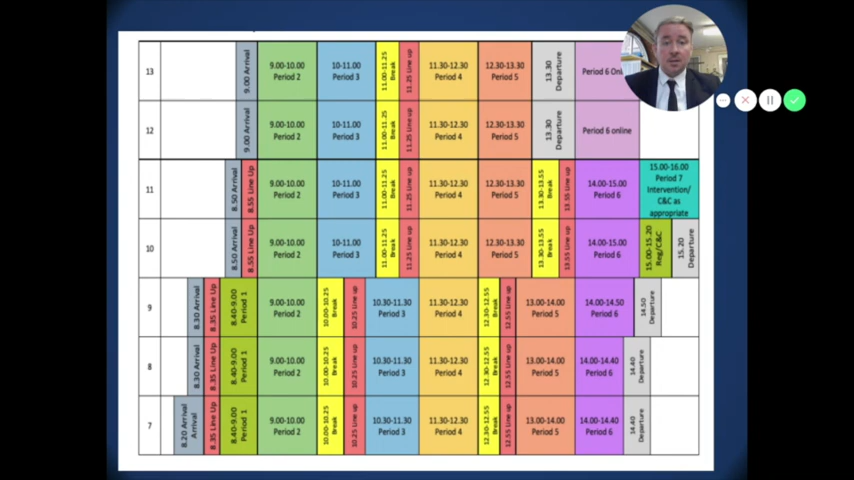 13
9.00 Arrival
9.00-10.00
Period 2
10-11.00
Period 3
11.00-11.25
Break
11.25 Line up
11.30-12.30
Period 4
12.30-13.30
Period 5
13.30
Departure
Period 6
12
9.00 Arrival
9.00-10.00
Period 2
10-11.00
Period 3
11.00-11.25
Break
11.25 Line up
11.30-12.30
Period 4
12.30-13.30
Period 5
13.30
Departure
Period 6 online
11
8.50 Arrival
8.55 Line Up
9.00-10.00
Period 2
10-11.00
Period 3
11.00-11.25
Break
11.25 Line up
11.30-12.30
Period 4
12.30-13.30
Period 5
13.30-13.55
Break
13.55 Line up
14.00-15.00
Period 6
15.00-16.00
Period 7
Intervention/
C&C as
appropriate
10
8.50 Arrival
8.55 Line Up
9.00-10.00
Period 2
10-11.00
Period 3
11.00-11.25
Break
11.25 Line up
11.30-12.30
Period 4
12.30-13.30
Period 5
13.30-13.55
Break
13.55 Line up
14.00-15.00
Period 6
15.00-15.20
Reg/C&C
15.20
Departure
9
8.30 Arrival
8.35 Line Up
8.40-9.00
Period 1
9.00-10.00
Period 2
10.00-10.25
Break
10.25 Line up
10.30-11.30
Period 3
11.30-12.30
Period 4
12.30-12.55
Break
12.55 Line up
13.00-14.00
Period 5
14.00-14.50
Period 6
14.50
Departure
8
8.30 Arrival
8.35 Line Up
8.40-9.00
Period 1
9.00-10.00
Period 2
10.00-10.25
Break
10.25 Line up
10.30-11.30
Period 3
11.30-12.30
Period 4
12.30-12.55
Break
12.55 Line up
13.00-14.00
Period 5
14.00-14.40
Period 6
14.40
Departure
7
8.20 Arrival
Arrival
8.35 Line Up
8.40-9.00
Period 1
9.00-10.00
Period 2
10.00-10.25
Break
10.25 Line up
10.30-11.30
Period 3
11.30-12.30
Period 4
12.30-12.55
Break
12.55 Line up
13.00-14.00
Period 5
14.00-14.40
Period 6
14.40
Departure